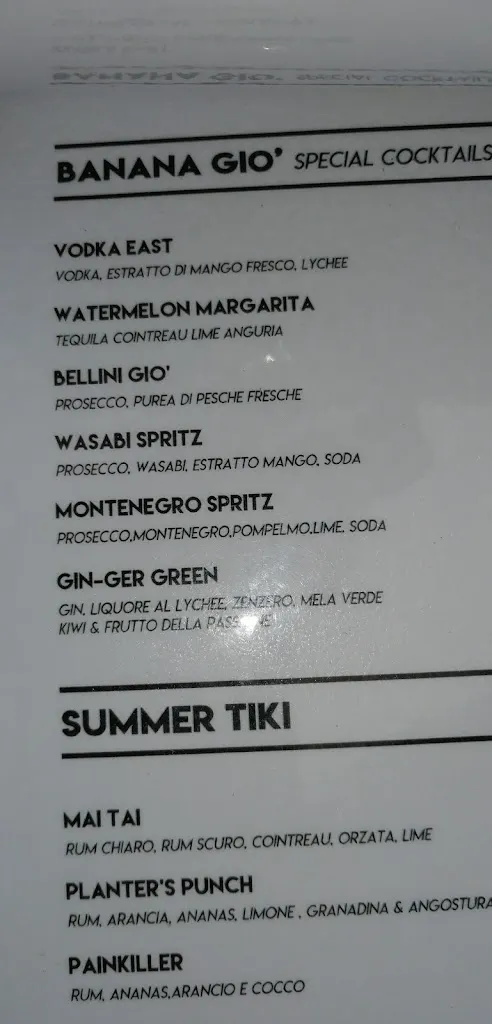 BANANA GIO' SPECIAL COCKTAILS
VODKA EAST
VODKA, ESTRATTO DI MANGO FRESCO, LYCHEE
WATERMELON MARGARITA
TEQUILA COINTREAU LIME ANGURIA
BELLINI GIO'
PROSECCO, PUREA DI PESCHE FRESCHE
WASABI SPRITZ
PROSECCO, WASABI, ESTRATTO MANGO, SODA
MONTENEGRO SPRITZ
PROSECCO,MONTENEGRO,POMPELMO,LIME, SODA
GIN-GER GREEN
GIN, LIQUORE AL LYCHEE, ZENZERO, MELA VERDE
KIWI & FRUTTO DELLA PASSIONE
SUMMER TIKI
MAI TAI
RUM CHIARO, RUM SCURO, COINTREAU, ORZATA, LIME
PLANTER'S PUNCH
RUM, ARANCIA, ANANAS, LIMONE , GRANADINA & ANGOSTURA
PAINKILLER
RUM, ANANAS,ARANCIO E COCCO